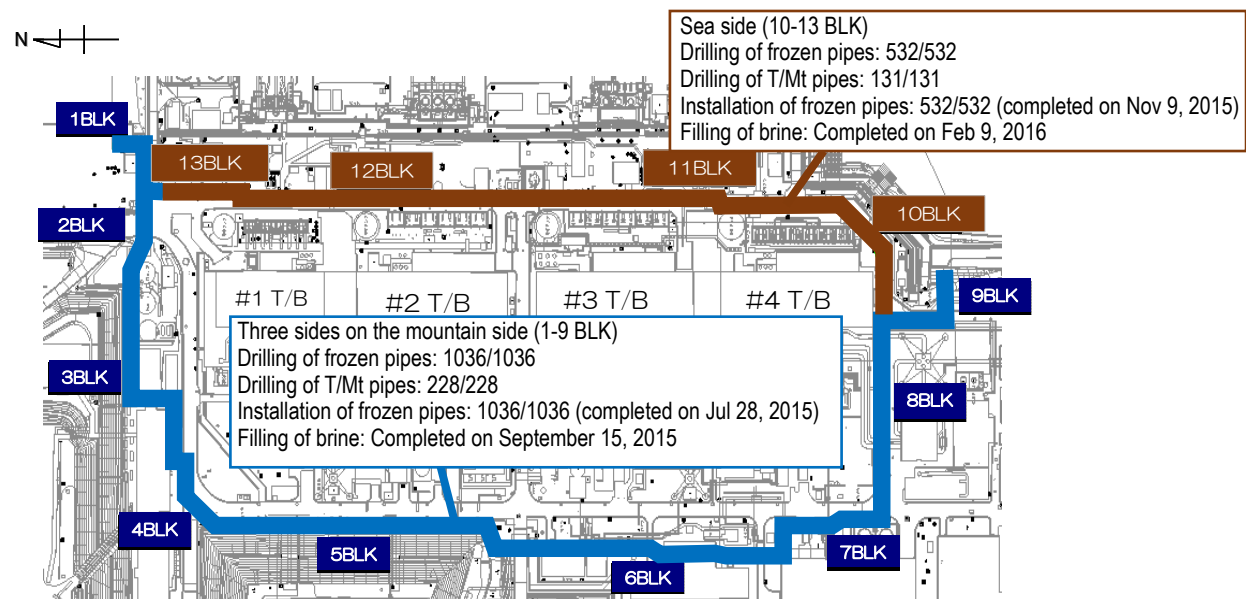 N
Sea side (10-13 BLK)
Drilling of frozen pipes: 532/532
Drilling of T/Mt pipes: 131/131
Installation of frozen pipes: 532/532 (completed on Nov 9, 2015)
Filling of brine: Completed on Feb 9, 2016
1BLK
13BLK
12BLK
11BLK
10BLK
2BLK
#1 T/B
#2 T/B
#3 T/B
#4 T/B
9BLK
Three sides on the mountain side (1-9 BLK)
Drilling of frozen pipes: 1036/1036
Drilling of T/Mt pipes: 228/228
Installation of frozen pipes: 1036/1036 (completed on Jul 28, 2015)
Filling of brine: Completed on September 15, 2015
3BLK
8BLK
4BLK
5BLK
6BLK
7BLK